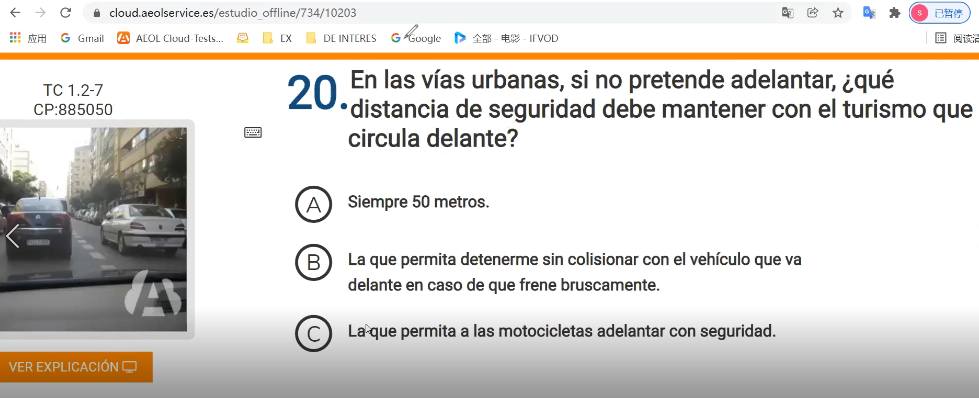 cloud.aeolservice.es/estudio_offline/734/10203
S 已暂停
应用 Gmail AEOL Cloud-Tests... EX DE INTERES Google 全部 - 电影 - IFVOD 阅读清
TC 1.2-7
CP:885050
20. En las vías urbanas, si no pretende adelantar, ¿qué
distancia de seguridad debe mantener con el turismo que
circula delante?
A Siempre 50 metros.
B La que permita detenerme sin colisionar con el vehículo que va
delante en caso de que frene bruscamente.
C La que permita a las motocicletas adelantar con seguridad.
VER EXPLICACIÓN